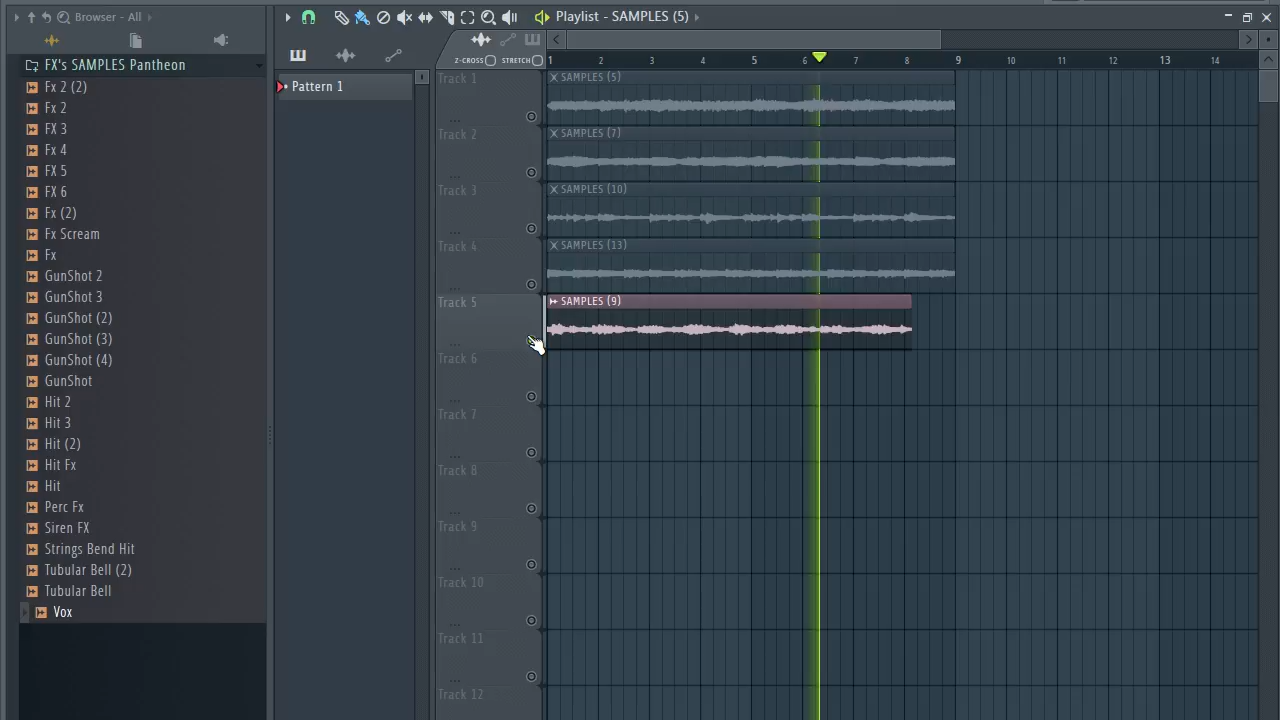 Browser - All
Playlist - SAMPLES (5)
Z-CROSS STRETCH
1 2 3 4 5 6 7 8 9 10 11 12 13 14
FX's SAMPLES Pantheon
Fx 2 (2)
Fx 2
FX 3
Fx 4
FX 5
FX 6
Fx (2)
Fx Scream
Fx
GunShot 2
GunShot 3
GunShot (2)
GunShot (3)
GunShot (4)
GunShot
Hit 2
Hit 3
Hit (2)
Hit Fx
Hit
Perc Fx
Siren FX
Strings Bend Hit
Tubular Bell (2)
Tubular Bell
Vox
Pattern 1
Track 1
SAMPLES (5)
Track 2
SAMPLES (7)
Track 3
SAMPLES (10)
Track 4
SAMPLES (13)
Track 5
SAMPLES (9)
Track 6
Track 7
Track 8
Track 9
Track 10
Track 11
Track 12